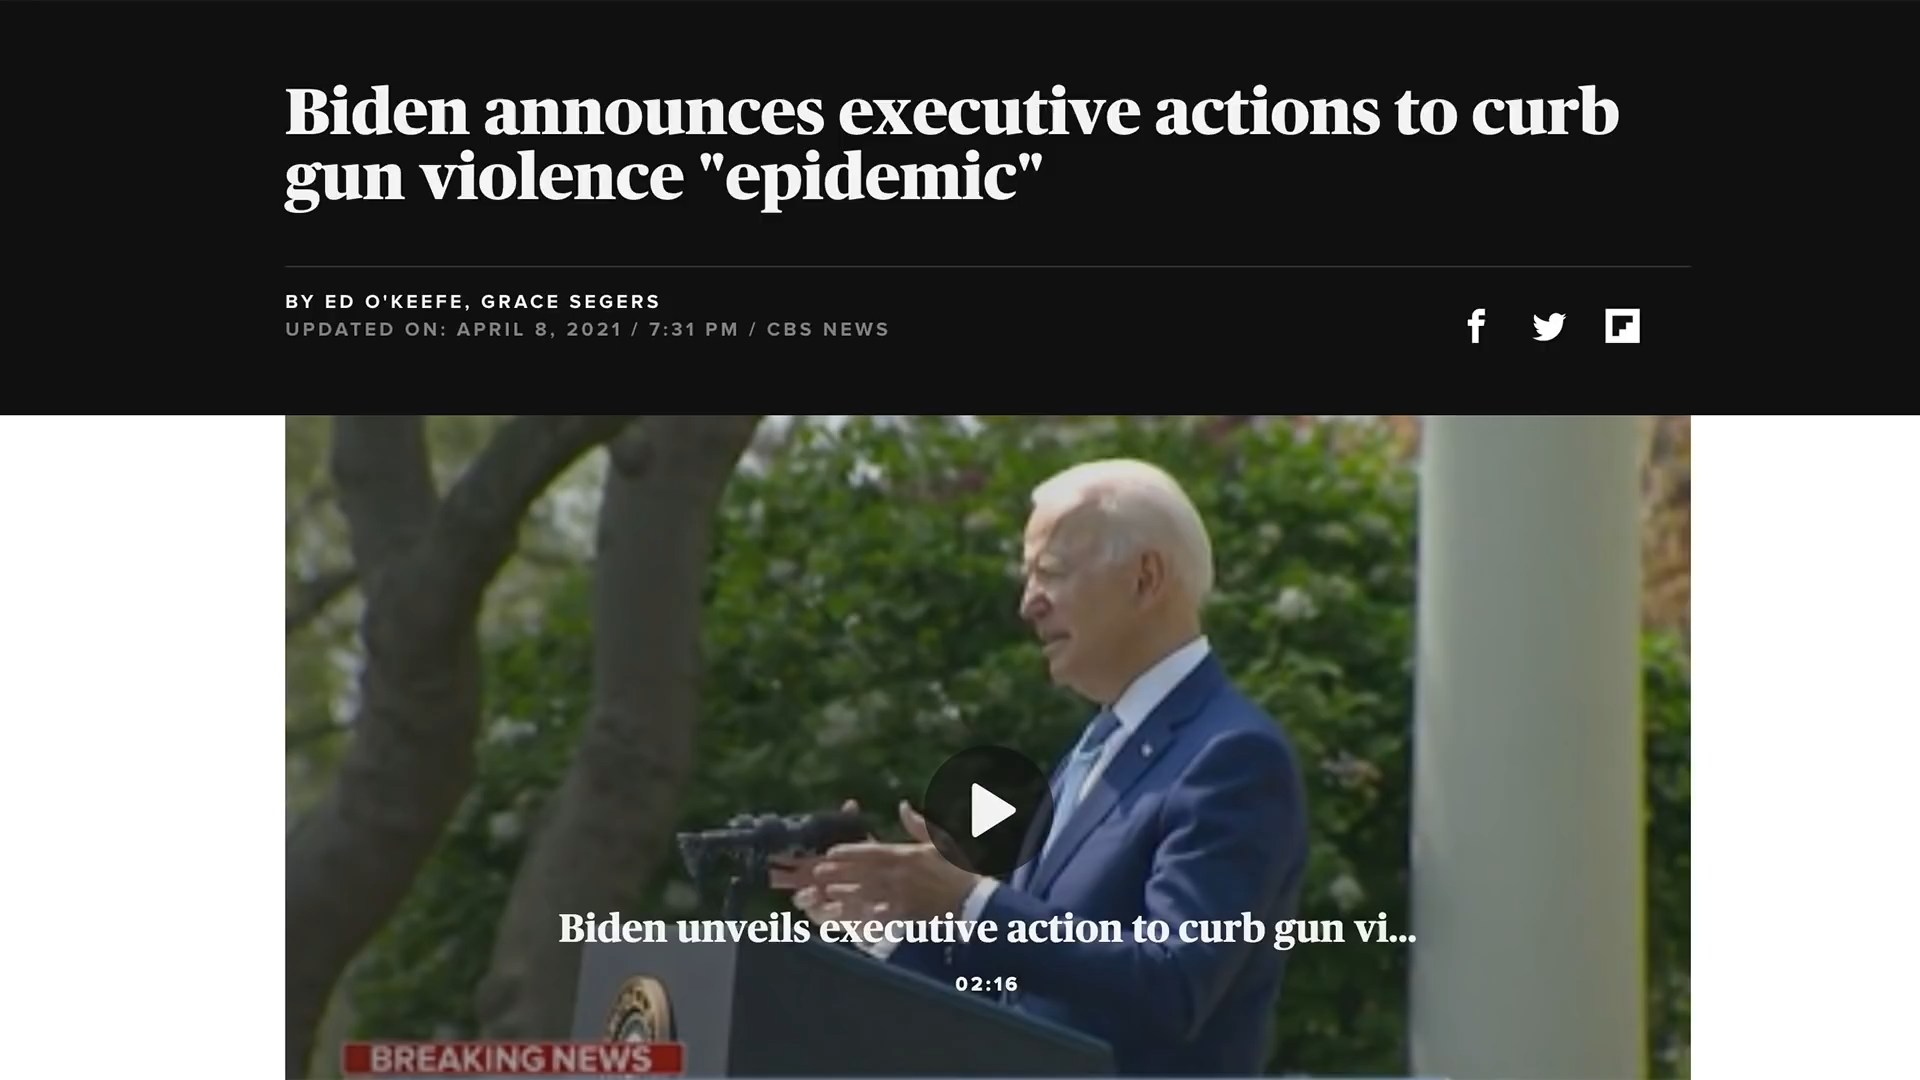 Biden announces executive actions to curb
gun violence "epidemic"
BY ED O'KEEFE, GRACE SEGERS
UPDATED ON: APRIL 8, 2021 / 7:31 PM / CBS NEWS
Biden unveils executive action to curb gun vi...
02:16
BREAKING NEWS